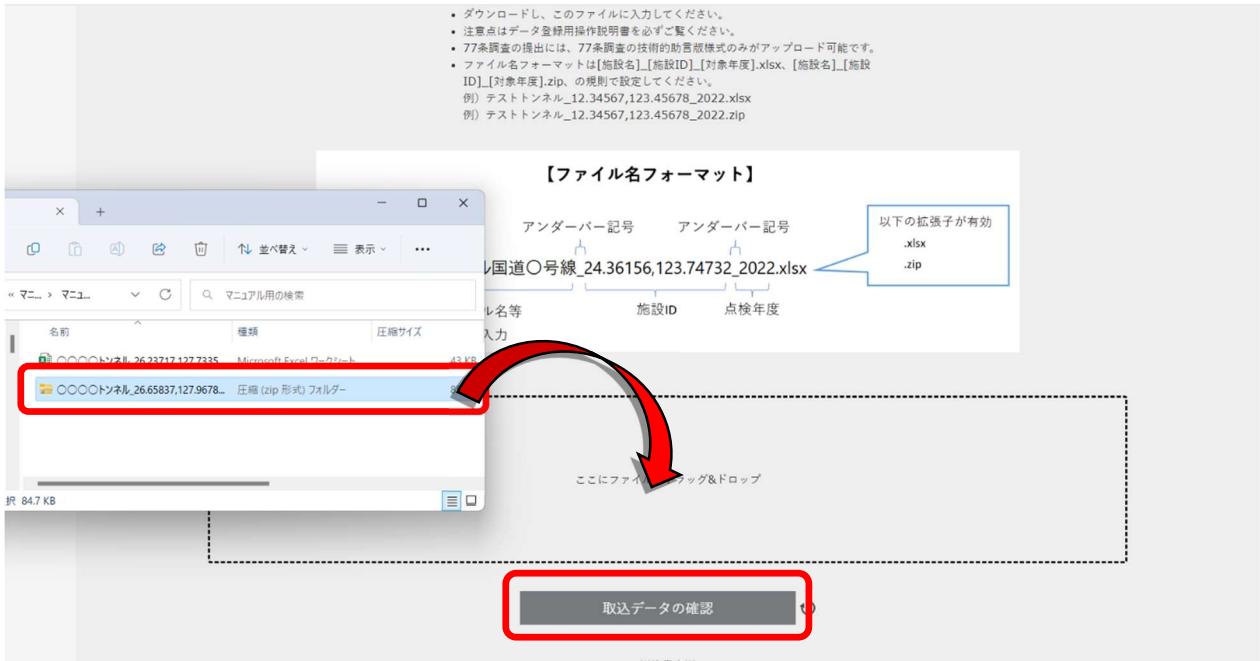 • ダウンロードし、このファイルに入力してください。
• 注意点はデータ登録用操作説明書を必ずご覧ください。
• 77条調査の提出には、77条調査の技術的助言版様式のみがアップロード可能です。
• ファイル名フォーマットは[施設名]_[施設ID]_[対象年度].xlsx、[施設名]_[施設
ID]_[対象年度].zip、の規則で設定してください。
例）テストトンネル_12.34567,123.45678_2022.xlsx
例）テストトンネル_12.34567,123.45678_2022.zip
【ファイル名フォーマット】
アンダーバー記号 アンダーバー記号
以下の拡張子が有効
.xlsx
.zip
国道〇号線_24.36156,123.74732_2022.xlsx
ル名等 施設ID 点検年度
入力
並べ替え 表示
« マニ... › マニュ... マニュアル用の検索
名前 種類 圧縮サイズ
〇〇〇〇トンネル_26.23717,127.7335... Microsoft Excel ワークシート 43 KB
〇〇〇〇トンネル_26.65837,127.9678... 圧縮 (zip 形式) フォルダー
択 84.7 KB
ここにファイル ラッグ&ドロップ
取込データの確認